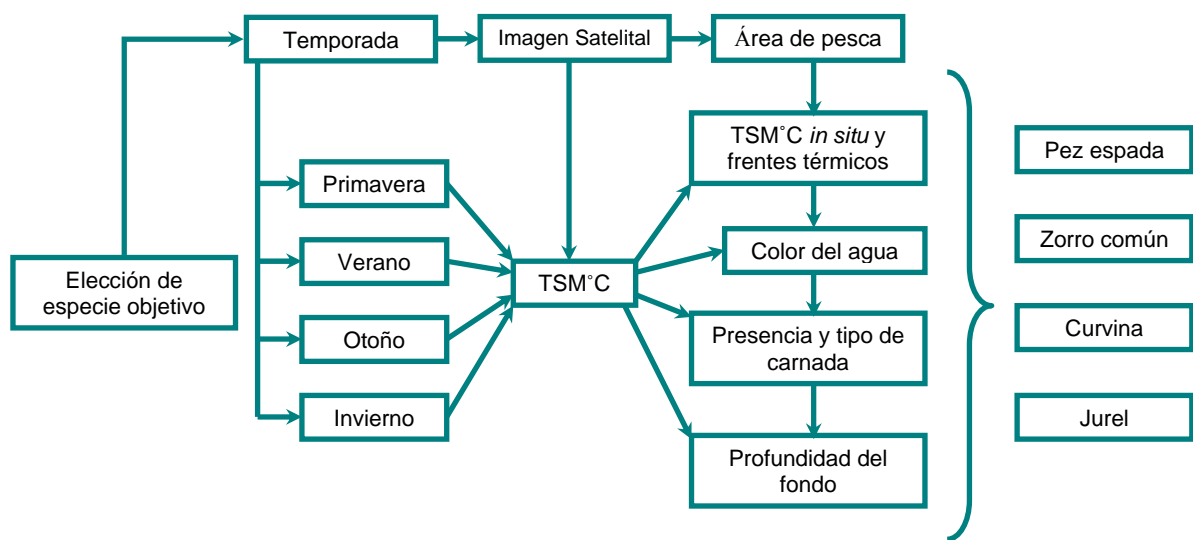 Temporada
Imagen Satelital
Área de pesca
TSM˚C in situ y
frentes térmicos
Pez espada
Primavera
Zorro común
Color del agua
Verano
Elección de
especie objetivo
TSM˚C
Curvina
Otoño
Presencia y tipo de
carnada
Invierno
Jurel
Profundidad del
fondo